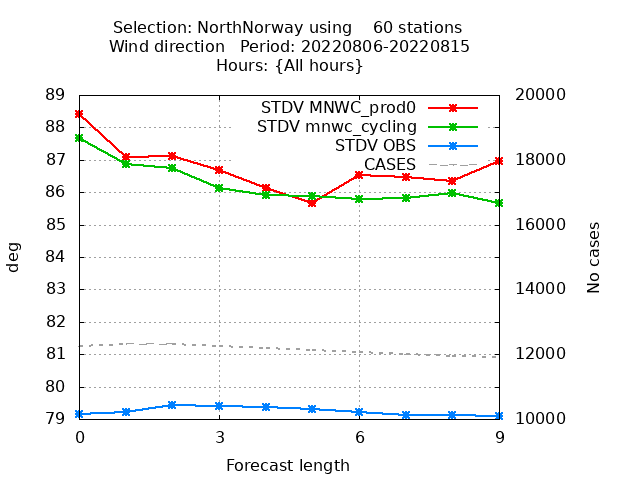 Selection: NorthNorway using    60 stations
Wind direction   Period: 20220806-20220815
Hours: {All hours}
STDV MNWC_prod0
STDV mnwc_cycling
STDV OBS
CASES
89
88
87
86
85
84
83
82
81
80
79
deg
20000
18000
16000
14000
12000
10000
No cases
0 3 6 9
Forecast length